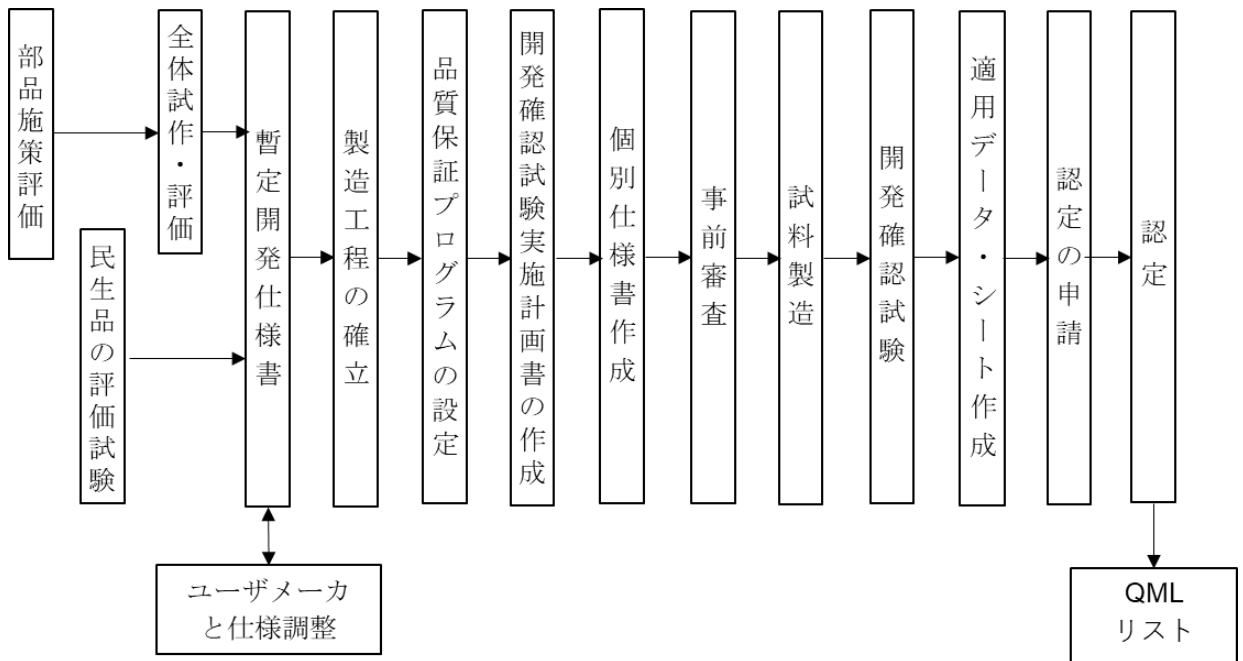 部品施策評価
民生品の評価試験
全体試作・評価
暫定開発仕様書
ユーザメーカ
と仕様調整
製造工程の確立
品質保証プログラムの設定
開発確認試験実施計画書の作成
個別仕様書作成
事前審査
試料製造
開発確認試験
適用データ・シート作成
認定の申請
認定
QML
リスト